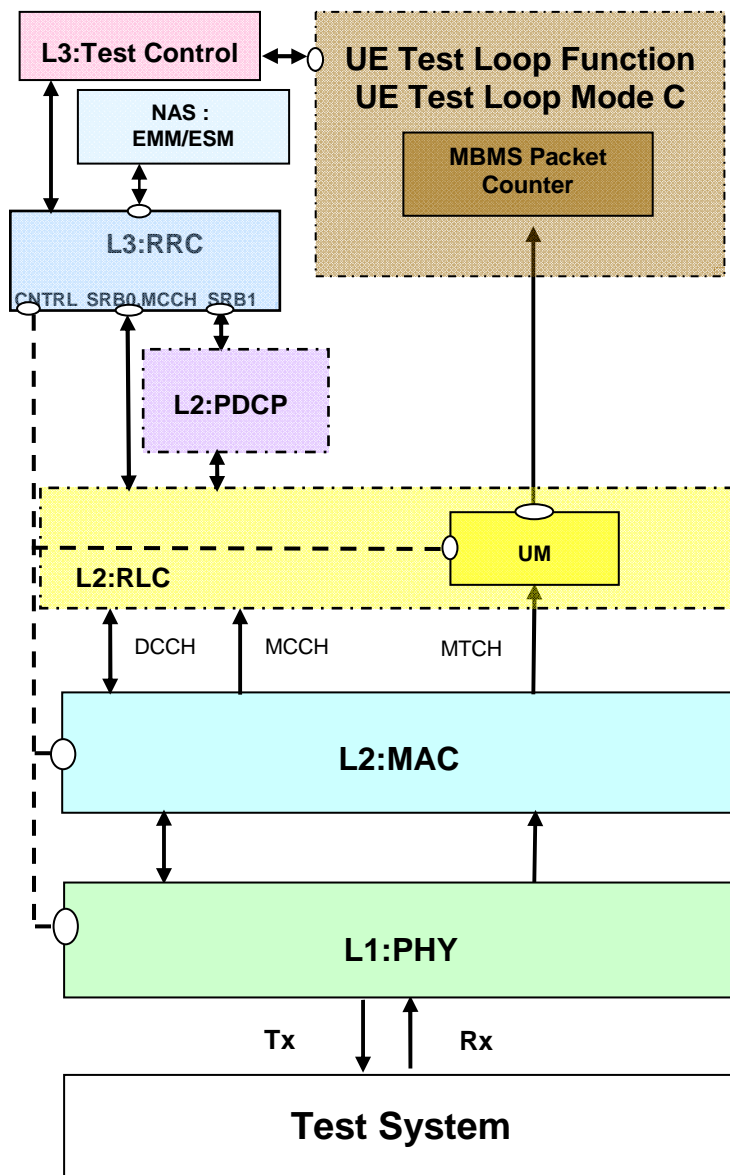 L3:Test Control
UE Test Loop Function
UE Test Loop Mode C
NAS :
EMM/ESM
MBMS Packet
Counter
L3:RRC
CNTRL SRB0,MCCH SRB1
L2:PDCP
UM
L2:RLC
DCCH
MCCH
MTCH
L2:MAC
L1:PHY
Tx
Rx
Test System